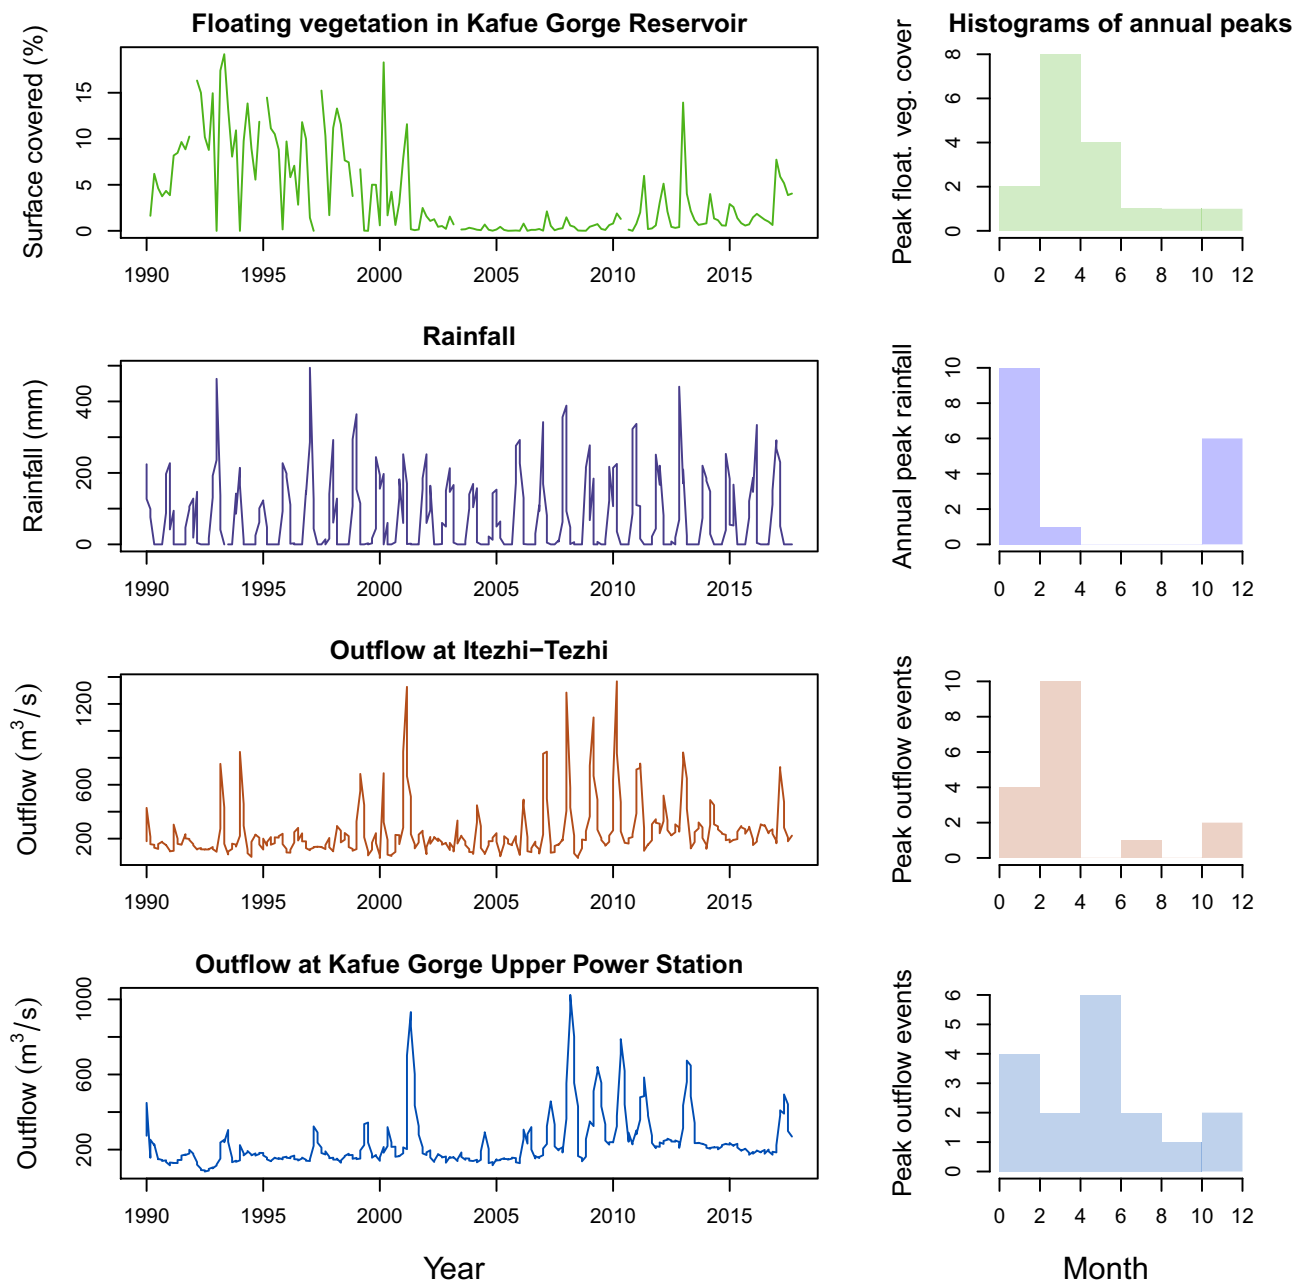 Floating vegetation in Kafue Gorge Reservoir
Surface covered (%)
0 5 10 15
1990 1995 2000 2005 2010 2015
Histograms of annual peaks
Peak float. veg. cover
0 2 4 6 8
0 2 4 6 8 10 12
Rainfall
Rainfall (mm)
0 200 400
1990 1995 2000 2005 2010 2015
Annual peak rainfall
0 2 4 6 8 10
0 2 4 6 8 10 12
Outflow at Itezhi−Tezhi
Outflow (m³/s)
200 600 1200
1990 1995 2000 2005 2010 2015
Peak outflow events
0 2 4 6 8 10
0 2 4 6 8 10 12
Outflow at Kafue Gorge Upper Power Station
Outflow (m³/s)
200 600 1000
1990 1995 2000 2005 2010 2015
Year
Peak outflow events
0 1 2 3 4 5 6
0 2 4 6 8 10 12
Month